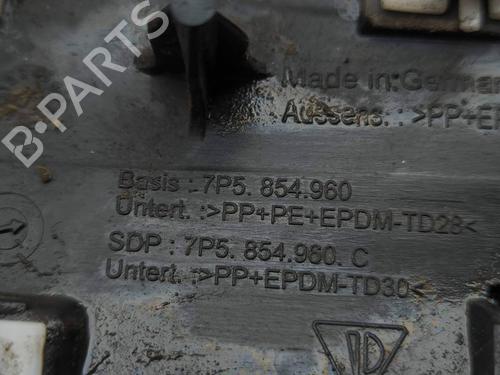 B-PARTS
Made in:German
Aussens. : >PP+EP
Basis : 7P5. 854.960
Untert. :>PP+PE+EPDM-TD28<
SDP : 7P5. 854.960. C
Untert. :>PP+EPDM-TD30<